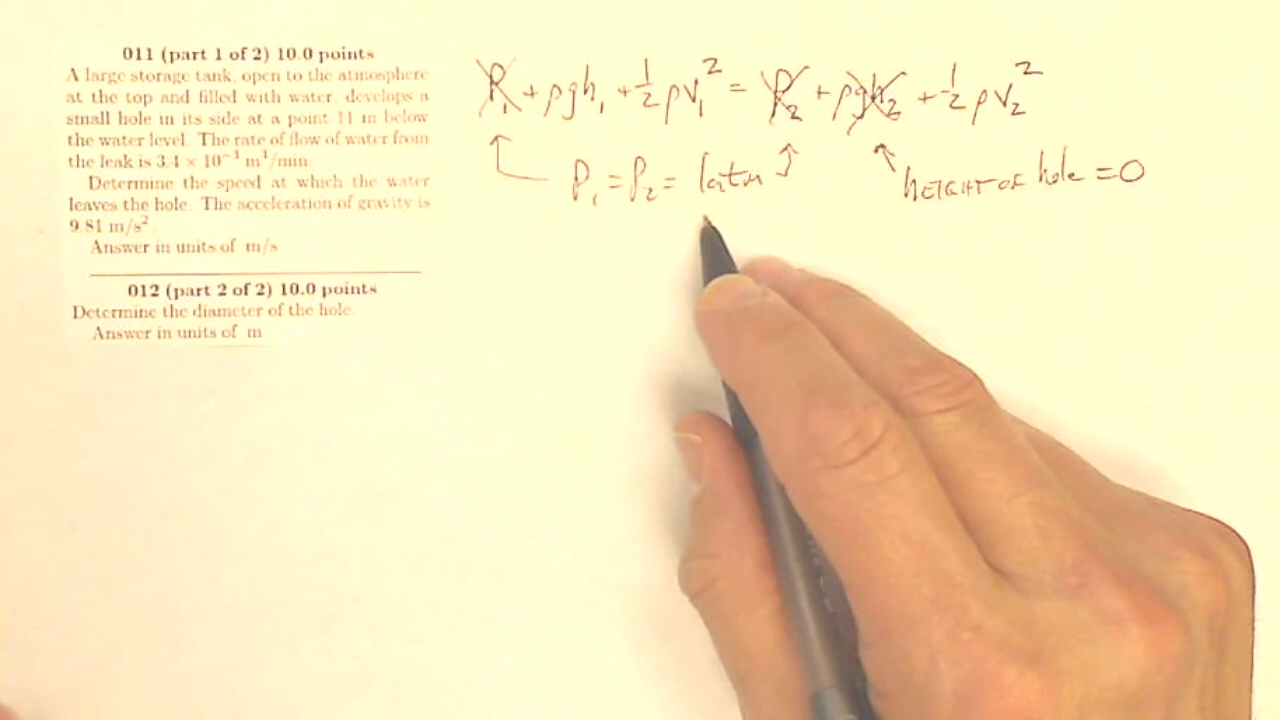 011 (part 1 of 2) 10.0 points
A large storage tank, open to the atmosphere
at the top and filled with water, develops a
small hole in its side at a point 11 m below
the water level. The rate of flow of water from
the leak is 3.4 × 10⁻³ m³/min.
Determine the speed at which the water
leaves the hole. The acceleration of gravity is
9.81 m/s².
Answer in units of m/s
012 (part 2 of 2) 10.0 points
Determine the diameter of the hole.
Answer in units of m
P₁ + ρgh₁ + ½ρv₁² = P₂ + ρgh₂ + ½ρv₂²
P₁ = P₂ = 1atm
HEIGHT OF hole = 0